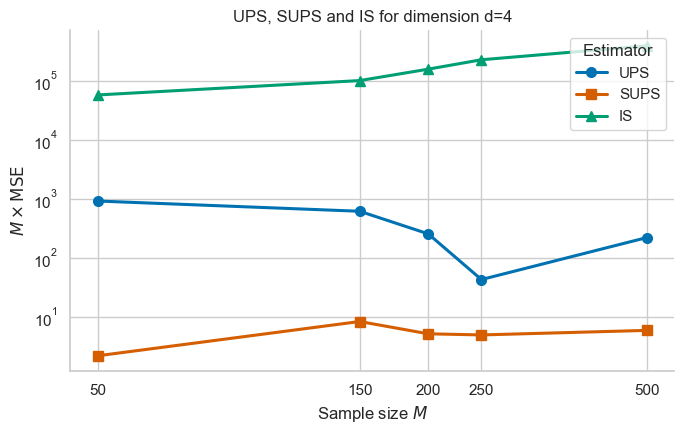 UPS, SUPS and IS for dimension d=4
Estimator
UPS
SUPS
IS
M × MSE
10^5
10^4
10^3
10^2
10^1
50
150
200
250
500
Sample size M